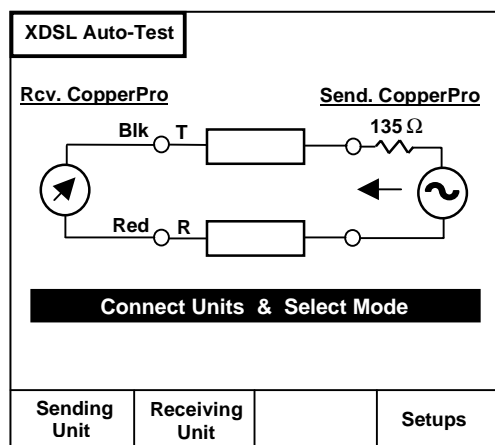 XDSL Auto-Test
Rcv. CopperPro
Send. CopperPro
Blk T
135 Ω
Red R
Connect Units & Select Mode
Sending Unit
Receiving Unit
Setups